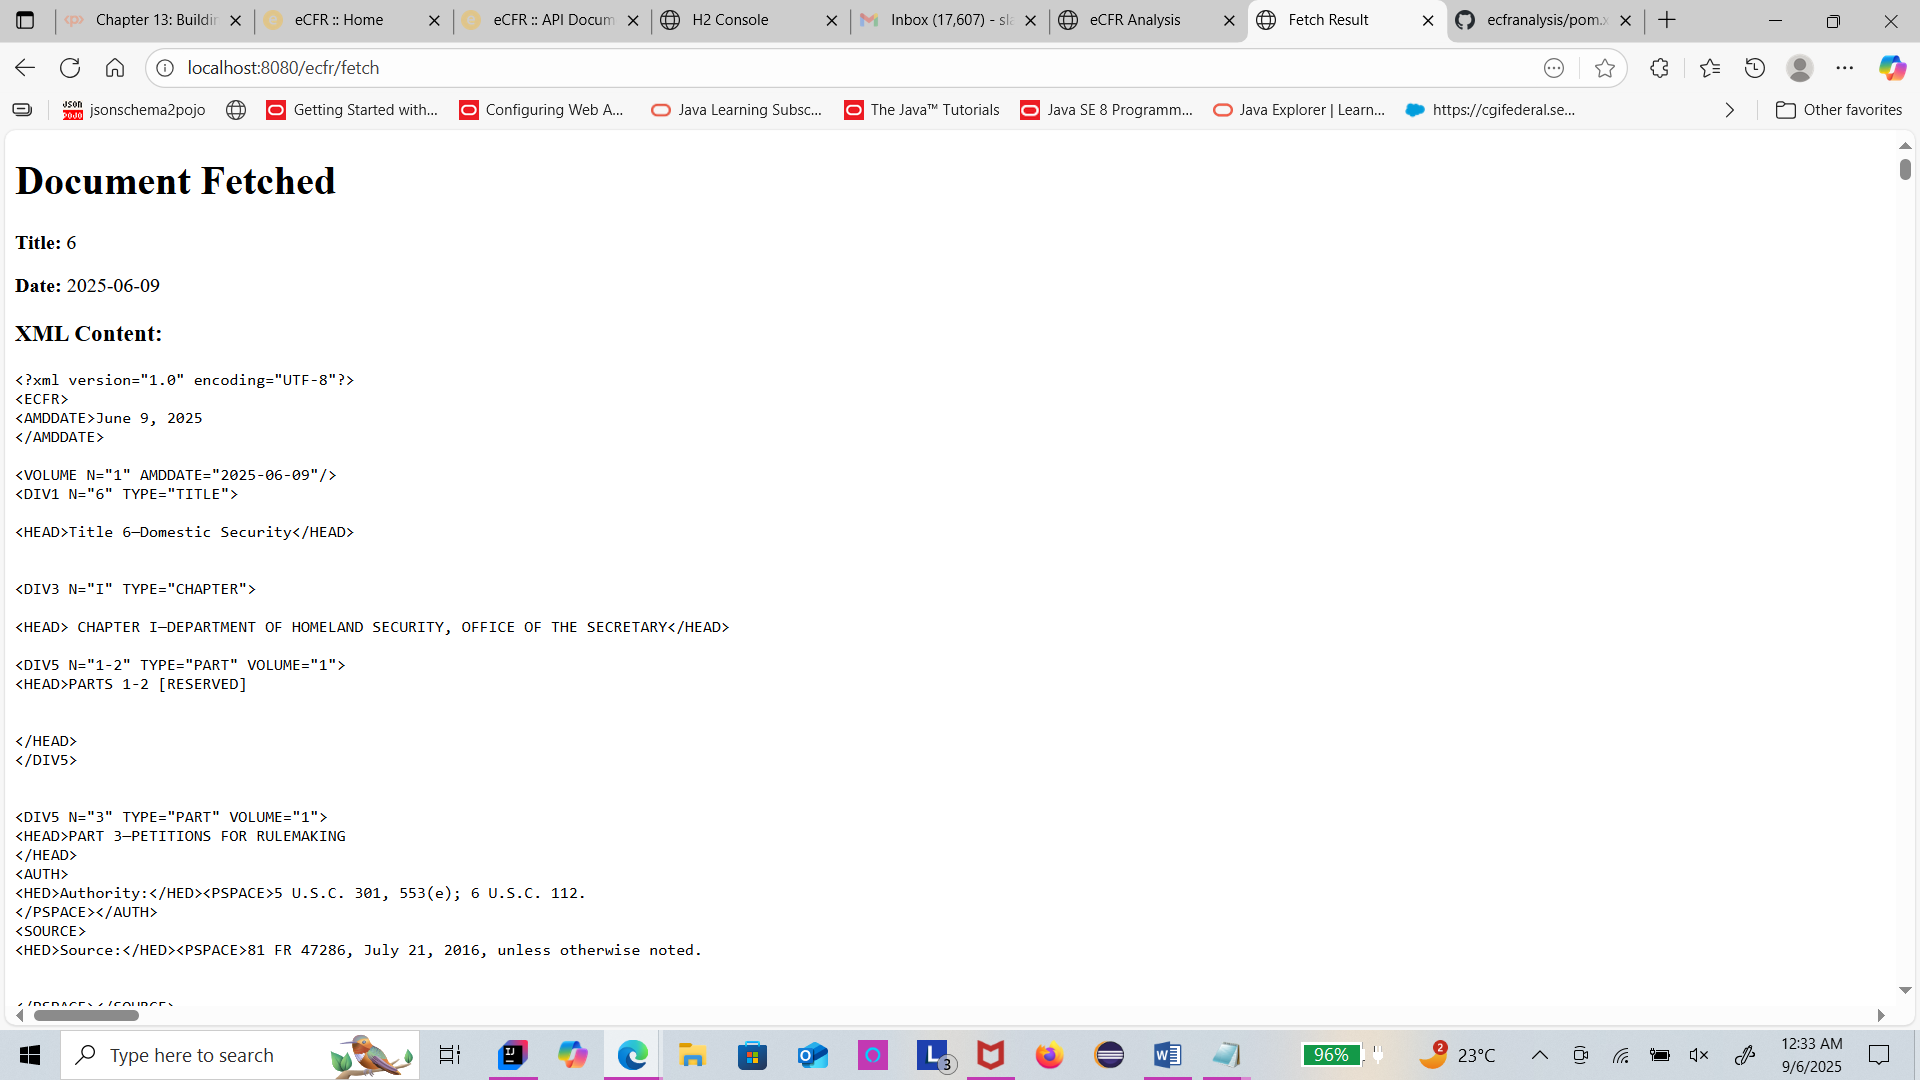 Chapter 13: Buildin
eCFR :: Home
eCFR :: API Docum
H2 Console
Inbox (17,607) - sla
eCFR Analysis
Fetch Result
ecfranalysis/pom.x
localhost:8080/ecfr/fetch
JSON POJO
jsonschema2pojo
Getting Started with...
Configuring Web A...
Java Learning Subsc...
The Java™ Tutorials
Java SE 8 Programm...
Java Explorer | Learn...
https://cgifederal.se...
Other favorites
Document Fetched
Title: 6
Date: 2025-06-09
XML Content:
<?xml version="1.0" encoding="UTF-8"?>
<ECFR>
<AMDDATE>June 9, 2025
</AMDDATE>
<VOLUME N="1" AMDDATE="2025-06-09"/>
<DIV1 N="6" TYPE="TITLE">
<HEAD>Title 6—Domestic Security</HEAD>
<DIV3 N="I" TYPE="CHAPTER">
<HEAD> CHAPTER I—DEPARTMENT OF HOMELAND SECURITY, OFFICE OF THE SECRETARY</HEAD>
<DIV5 N="1-2" TYPE="PART" VOLUME="1">
<HEAD>PARTS 1-2 [RESERVED]
</HEAD>
</DIV5>
<DIV5 N="3" TYPE="PART" VOLUME="1">
<HEAD>PART 3—PETITIONS FOR RULEMAKING
</HEAD>
<AUTH>
<HED>Authority:</HED><PSPACE>5 U.S.C. 301, 553(e); 6 U.S.C. 112.
</PSPACE></AUTH>
<SOURCE>
<HED>Source:</HED><PSPACE>81 FR 47286, July 21, 2016, unless otherwise noted.
</PSPACE></SOURCE>
Type here to search
L 3
96%
2
23°C
12:33 AM
9/6/2025